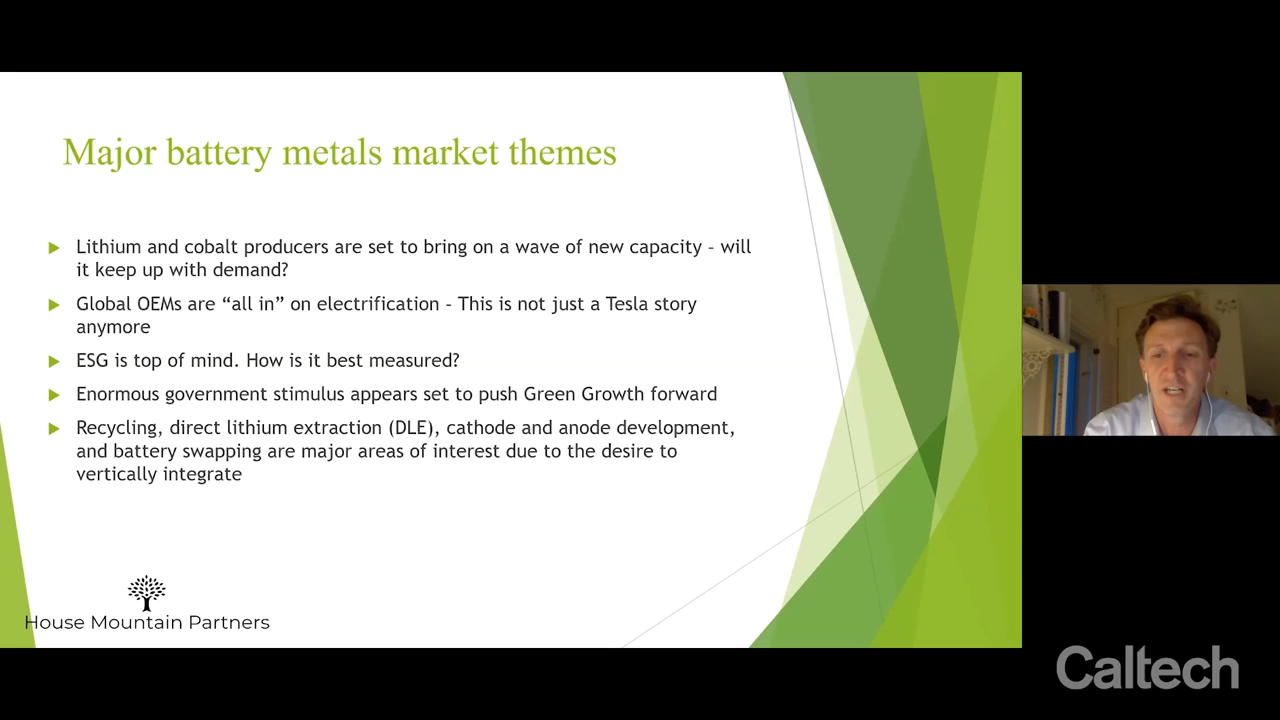 Major battery metals market themes
Lithium and cobalt producers are set to bring on a wave of new capacity – will
it keep up with demand?
Global OEMs are “all in” on electrification – This is not just a Tesla story
anymore
ESG is top of mind. How is it best measured?
Enormous government stimulus appears set to push Green Growth forward
Recycling, direct lithium extraction (DLE), cathode and anode development,
and battery swapping are major areas of interest due to the desire to
vertically integrate
House Mountain Partners
Caltech